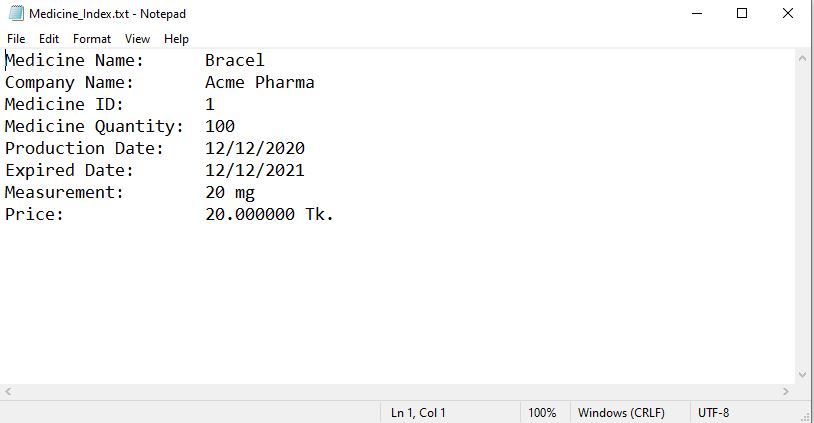 Medicine_Index.txt - Notepad
File Edit Format View Help
Medicine Name: Bracel
Company Name: Acme Pharma
Medicine ID: 1
Medicine Quantity: 100
Production Date: 12/12/2020
Expired Date: 12/12/2021
Measurement: 20 mg
Price: 20.000000 Tk.
Ln 1, Col 1 100% Windows (CRLF) UTF-8